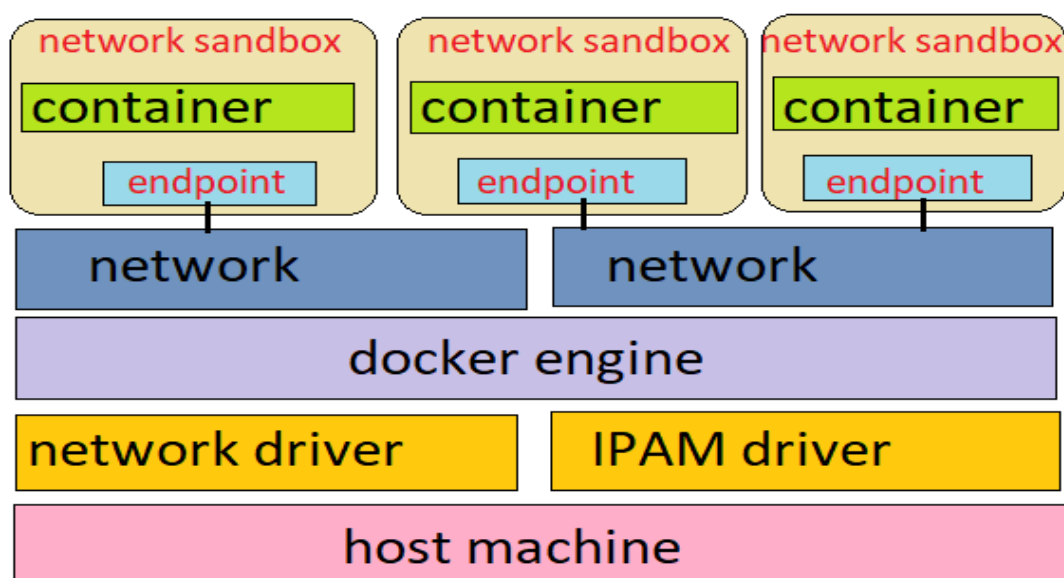 network sandbox network sandbox network sandbox
container container container
endpoint endpoint endpoint
network network
docker engine
network driver IPAM driver
host machine